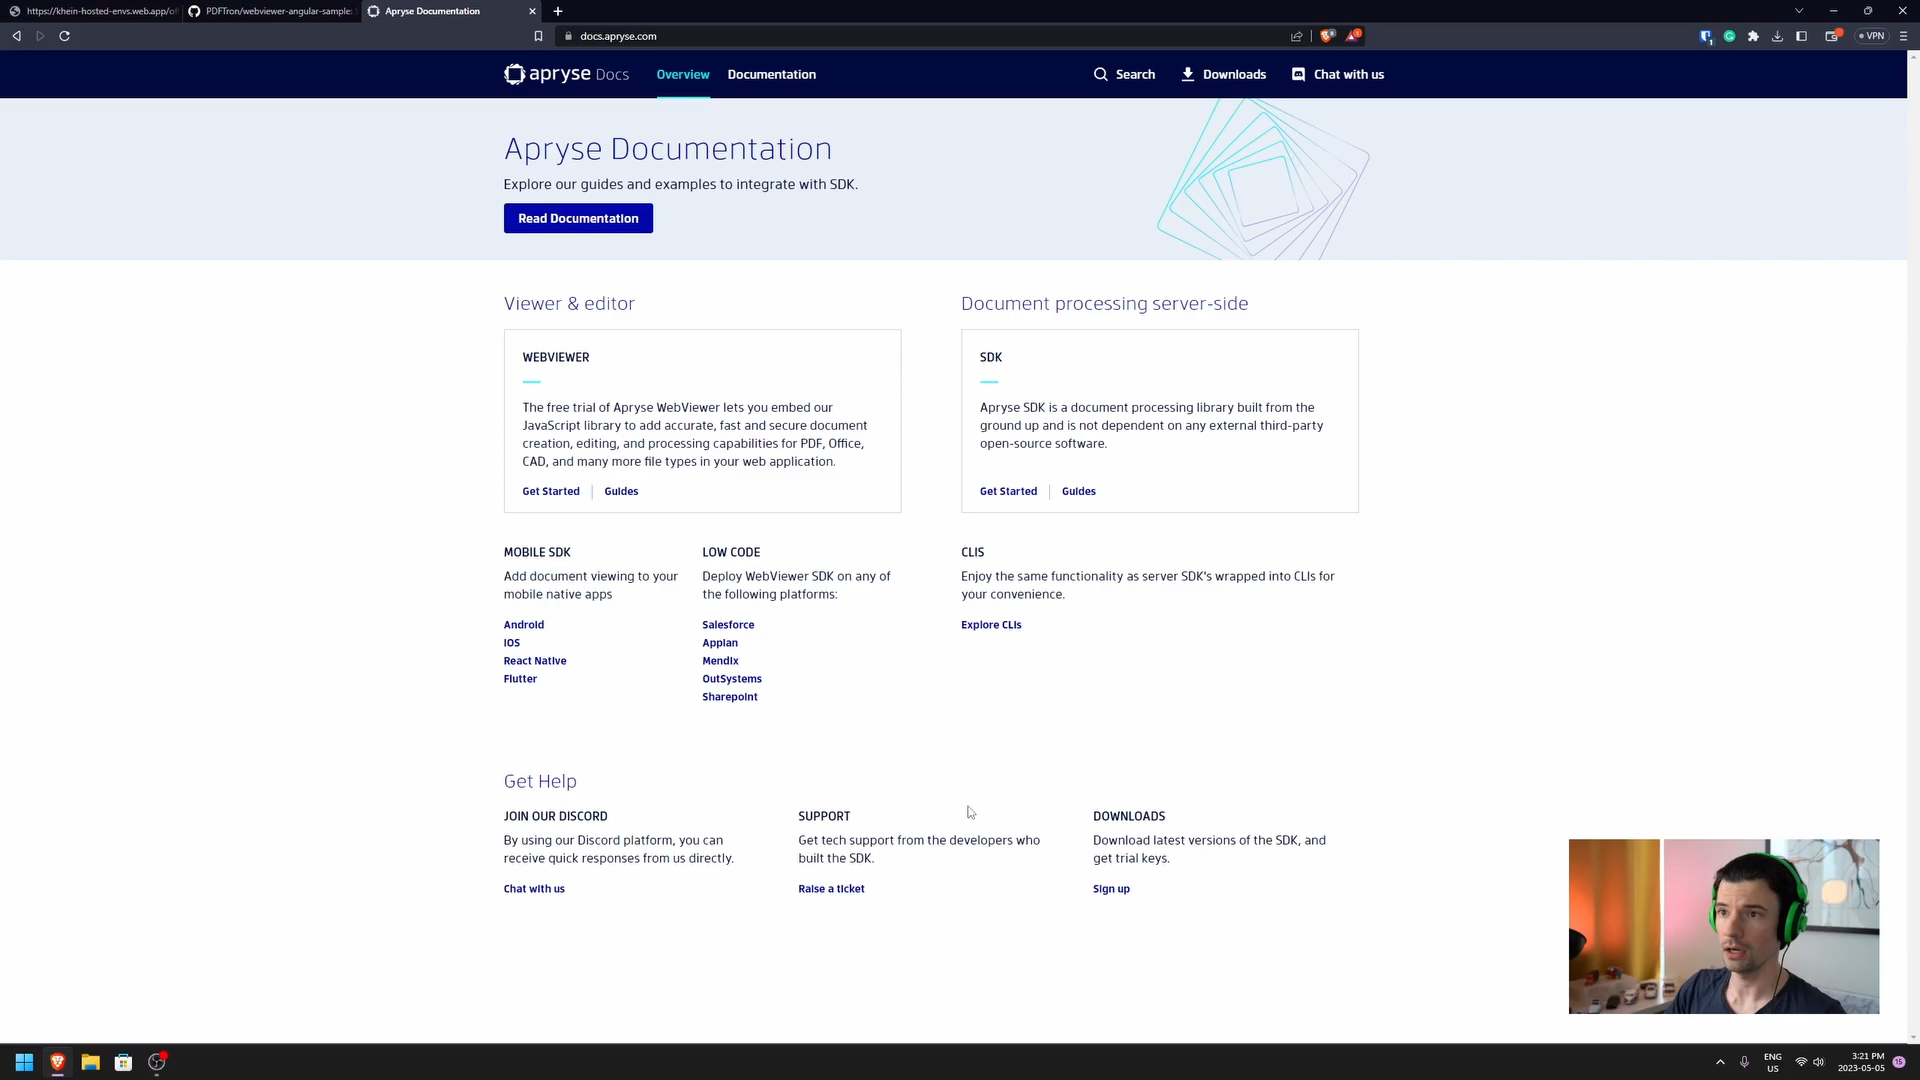 https://khein-hosted-envs.web.app/of
PDFTron/webviewer-angular-sample:
Apryse Documentation
docs.apryse.com
VPN
apryse Docs
Overview
Documentation
Search
Downloads
Chat with us
Apryse Documentation
Explore our guides and examples to integrate with SDK.
Read Documentation
Viewer & editor
WEBVIEWER
The free trial of Apryse WebViewer lets you embed our
JavaScript library to add accurate, fast and secure document
creation, editing, and processing capabilities for PDF, Office,
CAD, and many more file types in your web application.
Get Started
Guides
Document processing server-side
SDK
Apryse SDK is a document processing library built from the
ground up and is not dependent on any external third-party
open-source software.
Get Started
Guides
MOBILE SDK
Add document viewing to your
mobile native apps
Android
iOS
React Native
Flutter
LOW CODE
Deploy WebViewer SDK on any of
the following platforms:
Salesforce
Appian
Mendix
OutSystems
Sharepoint
CLIS
Enjoy the same functionality as server SDK's wrapped into CLIs for
your convenience.
Explore CLIs
Get Help
JOIN OUR DISCORD
By using our Discord platform, you can
receive quick responses from us directly.
Chat with us
SUPPORT
Get tech support from the developers who
built the SDK.
Raise a ticket
DOWNLOADS
Download latest versions of the SDK, and
get trial keys.
Sign up
ENG
US
3:21 PM
2023-05-05
15